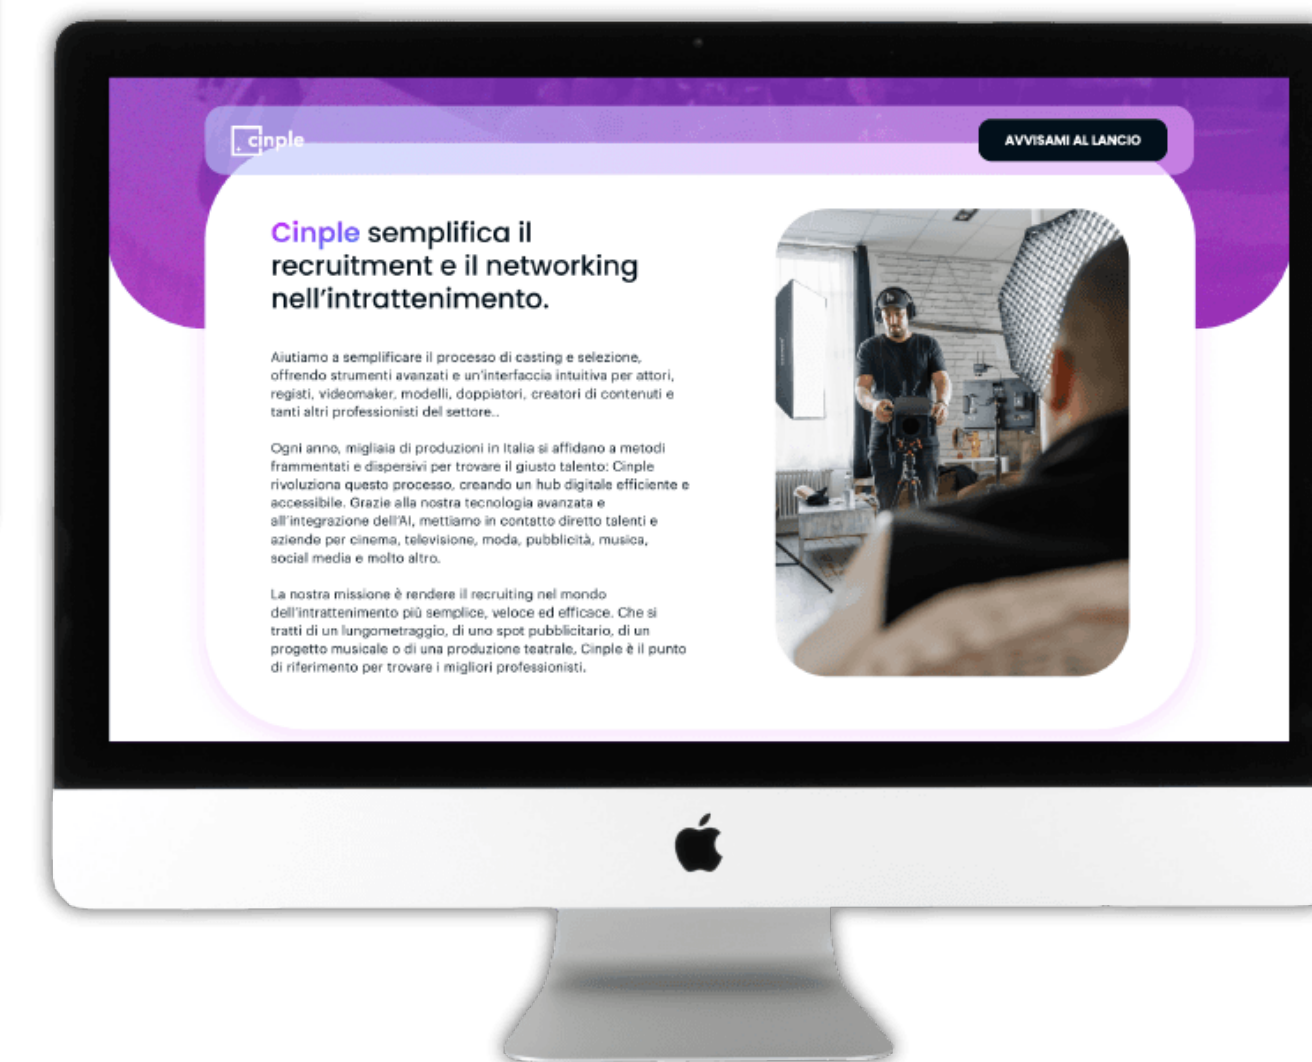 cinple
AVVISAMI AL LANCIO
Cinple semplifica il
recruitment e il networking
nell'intrattenimento.
Aiutiamo a semplificare il processo di casting e selezione,
offrendo strumenti avanzati e un'interfaccia intuitiva per attori,
registi, videomaker, modelli, doppiatori, creatori di contenuti e
tanti altri professionisti del settore..
Ogni anno, migliaia di produzioni in Italia si affidano a metodi
frammentati e dispersivi per trovare il giusto talento: Cinple
rivoluziona questo processo, creando un hub digitale efficiente e
accessibile. Grazie alla nostra tecnologia avanzata e
all'integrazione dell'AI, mettiamo in contatto diretto talenti e
aziende per cinema, televisione, moda, pubblicità, musica,
social media e molto altro.
La nostra missione è rendere il recruiting nel mondo
dell'intrattenimento più semplice, veloce ed efficace. Che si
tratti di un lungometraggio, di uno spot pubblicitario, di un
progetto musicale o di una produzione teatrale, Cinple è il punto
di riferimento per trovare i migliori professionisti.